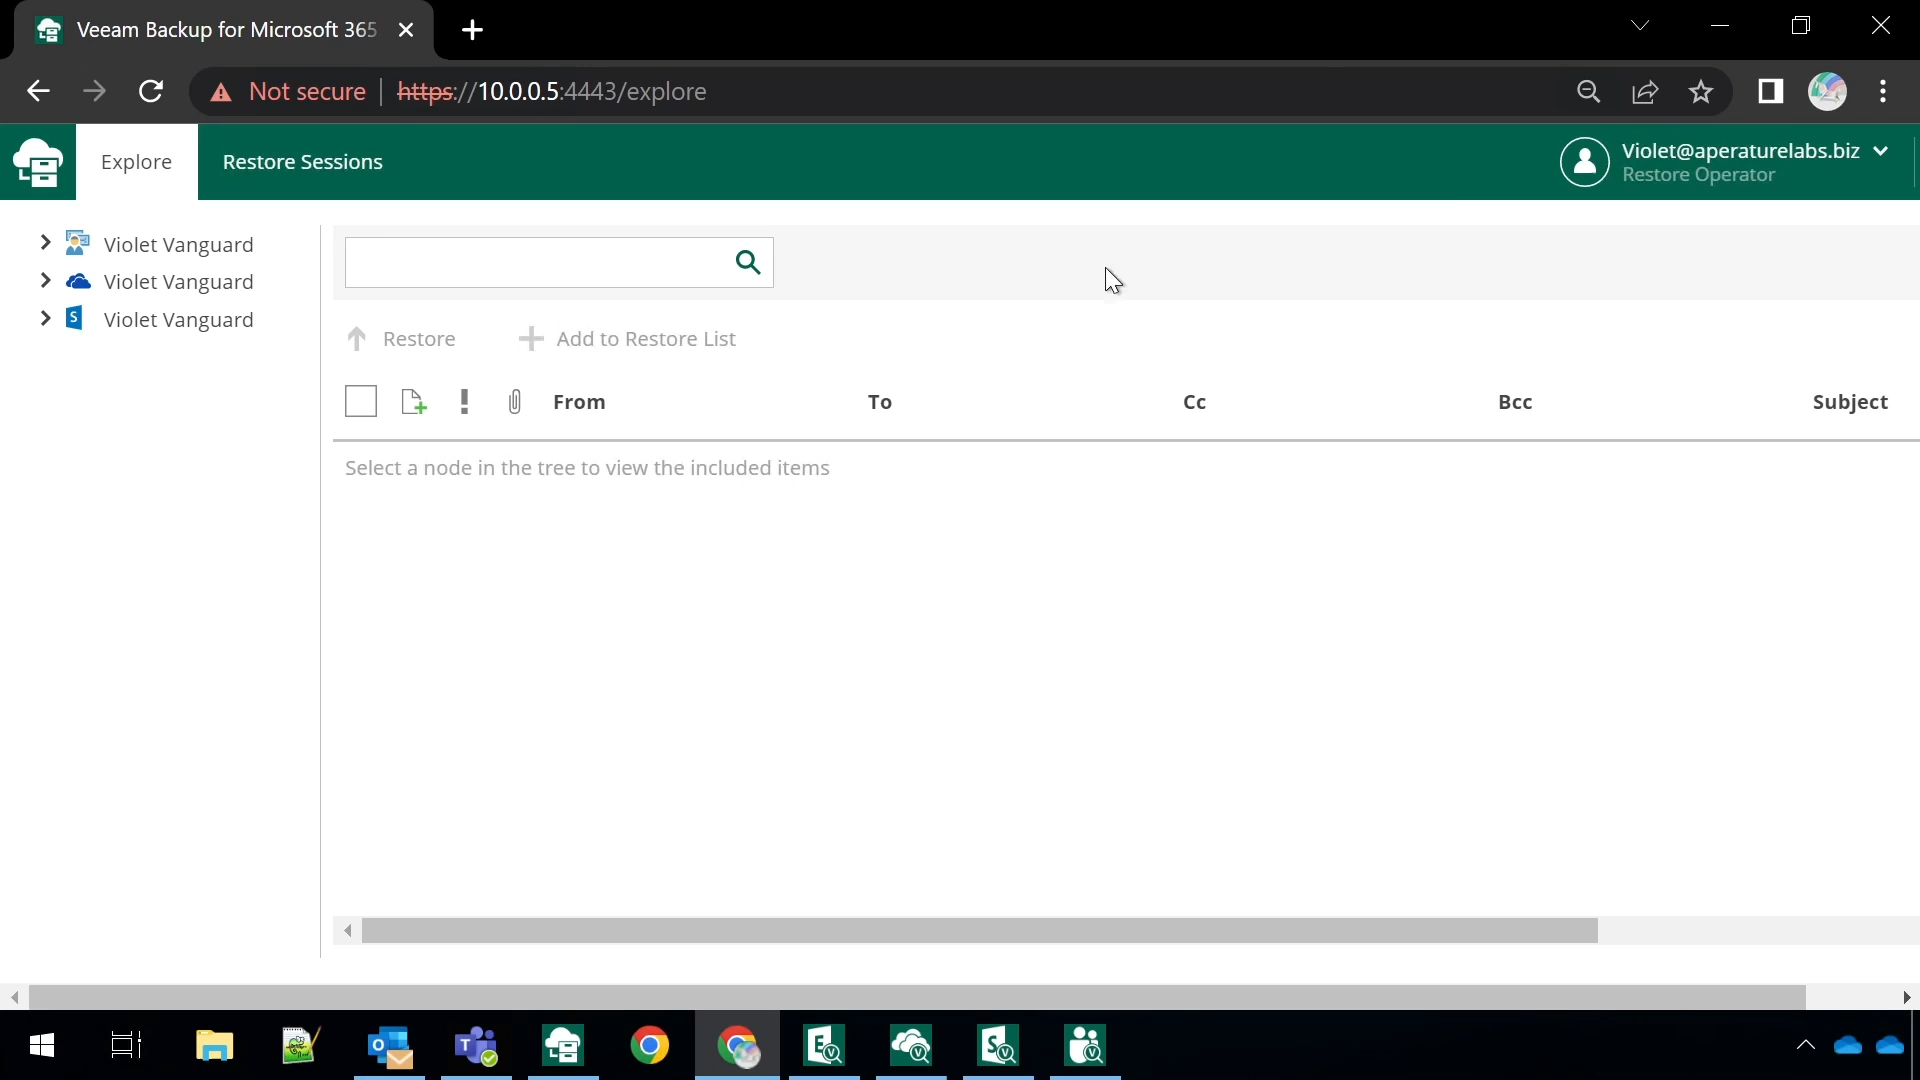 Veeam Backup for Microsoft 365
Not secure
https://10.0.0.5:4443/explore
Explore
Restore Sessions
Violet@aperaturelabs.biz
Restore Operator
Violet Vanguard
Violet Vanguard
S Violet Vanguard
Restore
Add to Restore List
From To Cc Bcc Subject
Select a node in the tree to view the included items